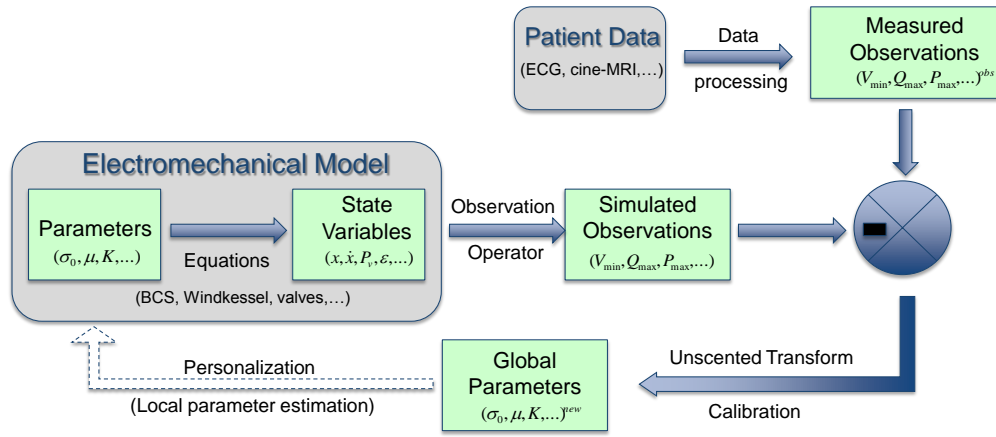 Patient Data
(ECG, cine-MRI,…)
Data
processing
Measured
Observations
(V_min, Q_max, P_max, …)^obs
Electromechanical Model
Parameters
(σ₀, μ, K, …)
Equations
State
Variables
(x, ẋ, P_v, ε, …)
(BCS, Windkessel, valves,…)
Observation
Operator
Simulated
Observations
(V_min, Q_max, P_max, …)
-
Unscented Transform
Calibration
Global
Parameters
(σ₀, μ, K, …)^new
Personalization
(Local parameter estimation)